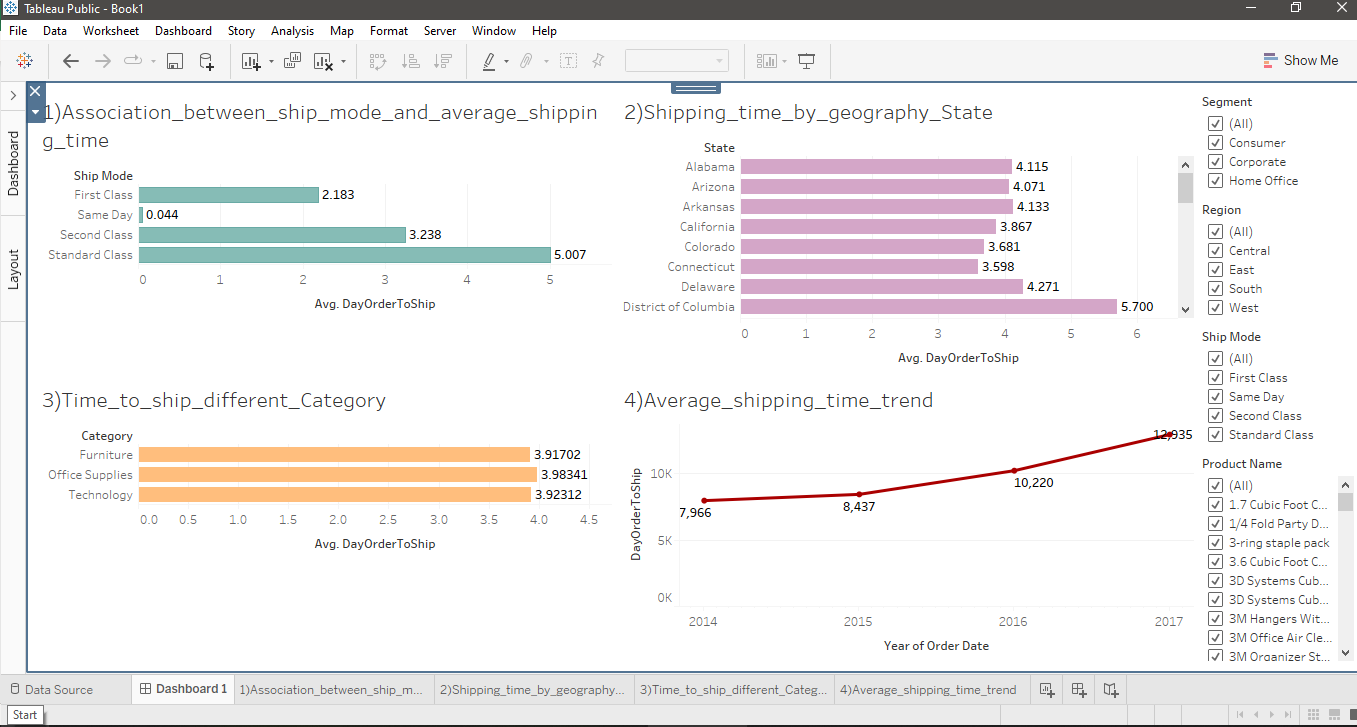 Tableau Public - Book1
File Data Worksheet Dashboard Story Analysis Map Format Server Window Help
Show Me
Dashboard
Layout
1)Association_between_ship_mode_and_average_shippin
g_time
Ship Mode
First Class 2.183
Same Day 0.044
Second Class 3.238
Standard Class 5.007
0 1 2 3 4 5
Avg. DayOrderToShip
2)Shipping_time_by_geography_State
State
Alabama 4.115
Arizona 4.071
Arkansas 4.133
California 3.867
Colorado 3.681
Connecticut 3.598
Delaware 4.271
District of Columbia 5.700
0 1 2 3 4 5 6
Avg. DayOrderToShip
3)Time_to_ship_different_Category
Category
Furniture 3.91702
Office Supplies 3.98341
Technology 3.92312
0.0 0.5 1.0 1.5 2.0 2.5 3.0 3.5 4.0 4.5
Avg. DayOrderToShip
4)Average_shipping_time_trend
DayOrderToShip
10K
5K
0K
7,966
8,437
10,220
12,935
2014 2015 2016 2017
Year of Order Date
Segment
(All)
Consumer
Corporate
Home Office
Region
(All)
Central
East
South
West
Ship Mode
(All)
First Class
Same Day
Second Class
Standard Class
Product Name
(All)
1.7 Cubic Foot C...
1/4 Fold Party D...
3-ring staple pack
3.6 Cubic Foot C...
3D Systems Cub...
3D Systems Cub...
3M Hangers Wit...
3M Office Air Cle...
3M Organizer St...
Data Source Dashboard 1 1)Association_between_ship_m... 2)Shipping_time_by_geography... 3)Time_to_ship_different_Categ... 4)Average_shipping_time_trend
Start